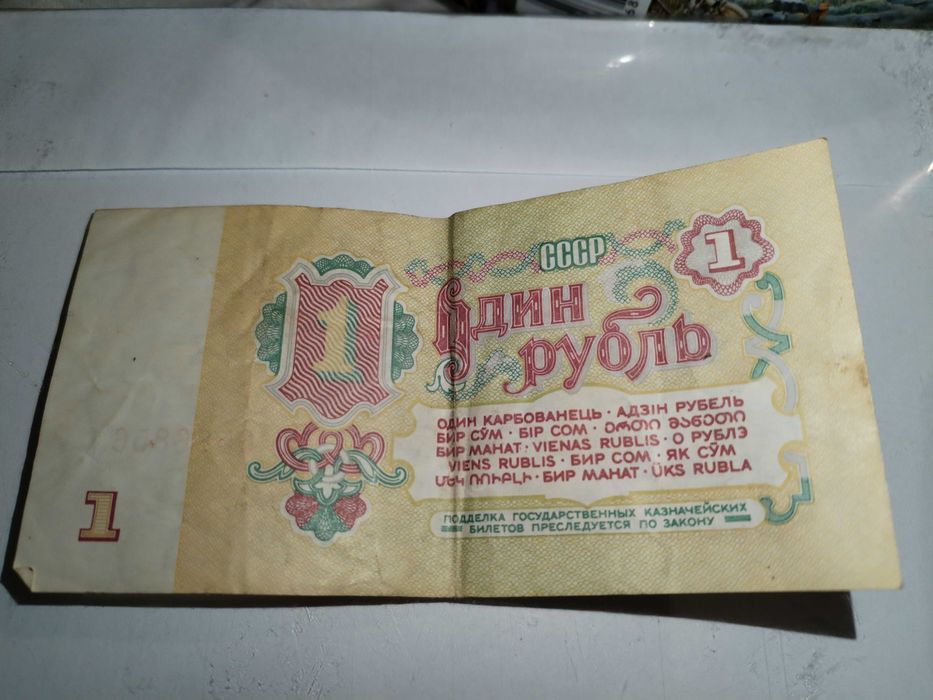 СССР
1
1
Один
рубль
ОДИН КАРБОВАНЕЦЬ · АДЗІН РУБЕЛЬ
БИР СЎМ · БІР СОМ · ᲔᲠᲗᲘ ᲛᲐᲜᲔᲗᲘ
БИР МАНАТ · VIENAS RUBLIS · О РУБЛЭ
VIENS RUBLIS · БИР СОМ · ЯК СЎМ
ՄԵԿ ՌՈՒԲԼԻ · БИР МАНАТ · ÜKS RUBLA
ПОДДЕЛКА ГОСУДАРСТВЕННЫХ КАЗНАЧЕЙСКИХ
БИЛЕТОВ ПРЕСЛЕДУЕТСЯ ПО ЗАКОНУ
1